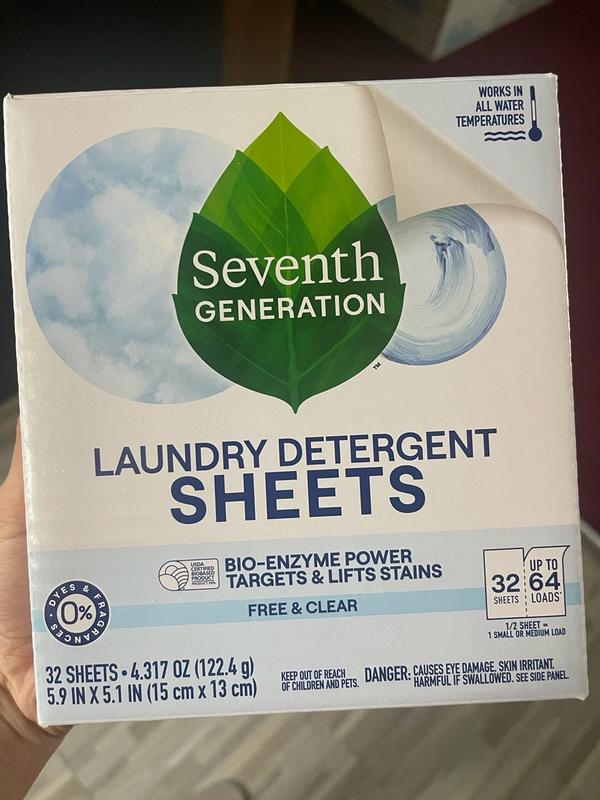 WORKS IN
ALL WATER
TEMPERATURES
Seventh
GENERATION
™
LAUNDRY DETERGENT
SHEETS
USDA
CERTIFIED
BIOBASED
PRODUCT
BIO-ENZYME POWER
TARGETS & LIFTS STAINS
FREE & CLEAR
0%
DYES & FRAGRANCES
32
SHEETS
UP TO
64
LOADS*
1/2 SHEET =
1 SMALL OR MEDIUM LOAD
32 SHEETS • 4.317 OZ (122.4 g)
5.9 IN X 5.1 IN (15 cm x 13 cm)
KEEP OUT OF REACH
OF CHILDREN AND PETS.
DANGER: CAUSES EYE DAMAGE. SKIN IRRITANT.
HARMFUL IF SWALLOWED. SEE SIDE PANEL.